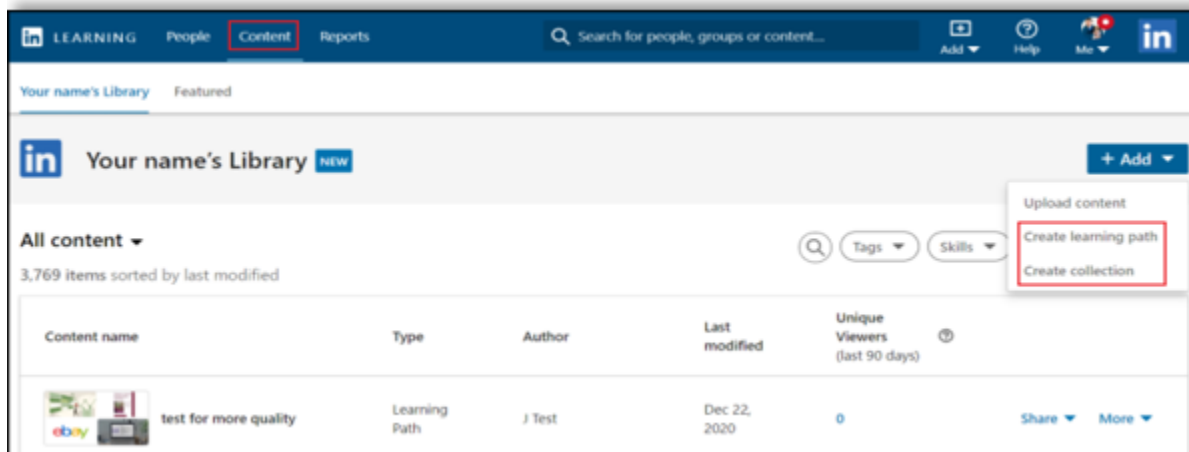 in LEARNING People Content Reports Search for people, groups or content... Add Help Me in
Your name's Library Featured
in Your name's Library NEW + Add
Upload content
All content Tags Skills Create learning path
3,769 items sorted by last modified Create collection
Content name Type Author Last modified Unique Viewers (last 90 days)
ebay test for more quality Learning Path J Test Dec 22, 2020 0 Share More